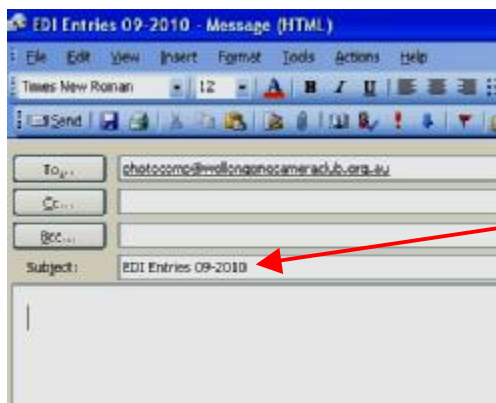 EDI Entries 09-2010 - Message (HTML)
File Edit View Insert Format Tools Actions Help
Times New Roman 12 A B I U
Send
To...
photocomp@wollongongcameraclub.org.au
Cc...
Bcc...
Subject: EDI Entries 09-2010